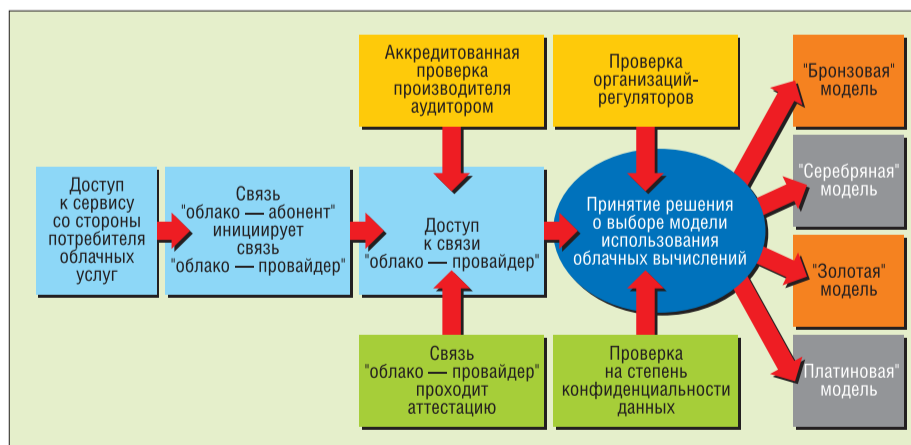 Аккредитованная
проверка
производителя
аудитором
Проверка
организаций-
регуляторов
"Бронзовая"
модель
Доступ
к сервису
со стороны
потребителя
облачных
услуг
Связь
"облако — абонент"
инициирует
связь
"облако — провайдер"
Доступ
к связи
"облако — провайдер"
Принятие решения
о выборе модели
использования
облачных вычислений
"Серебряная"
модель
"Золотая"
модель
Связь
"облако — провайдер"
проходит
аттестацию
Проверка
на степень
конфиденциальности
данных
"Платиновая"
модель